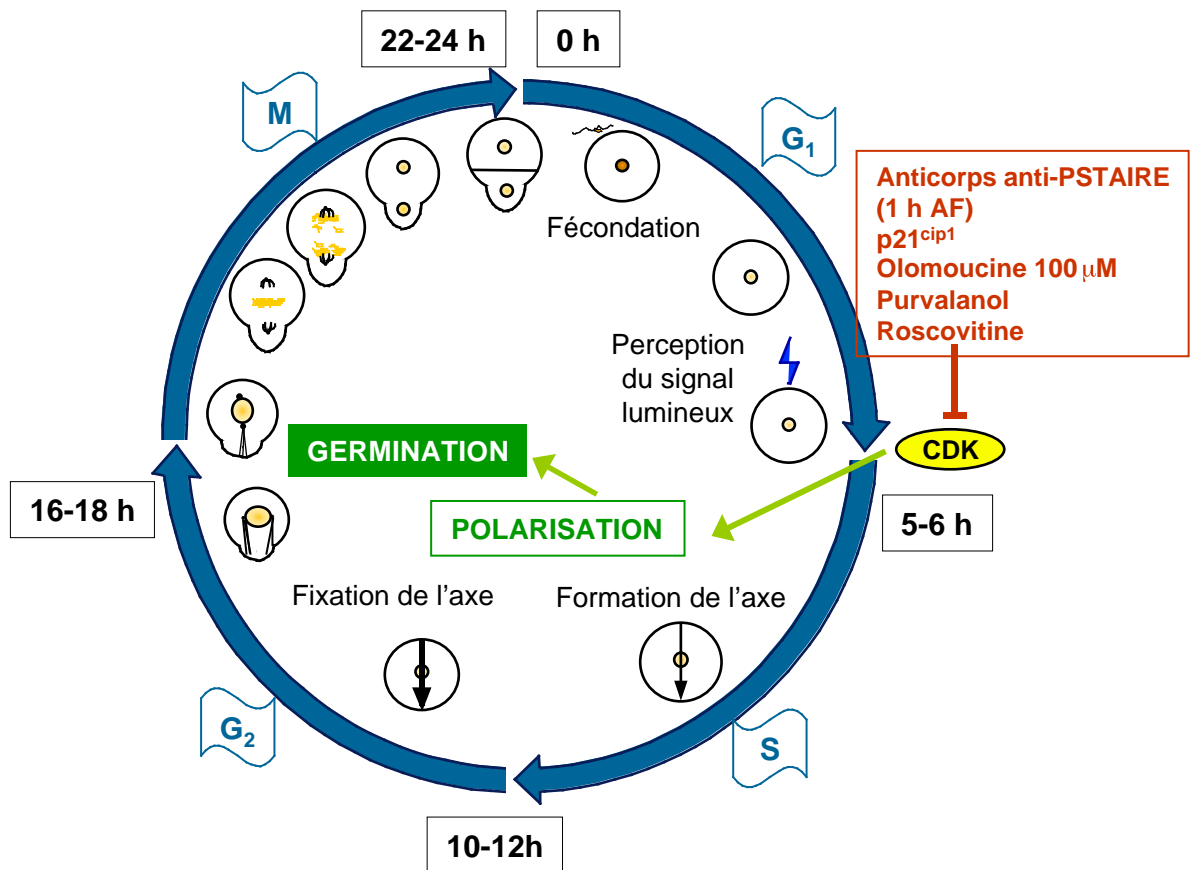 22-24 h
0 h
M
G1
Anticorps anti-PSTAIRE
(1 h AF)
p21cip1
Olomoucine 100 µM
Purvalanol
Roscovitine
Fécondation
Perception
du signal
lumineux
CDK
GERMINATION
POLARISATION
16-18 h
5-6 h
Fixation de l'axe
Formation de l'axe
G2
S
10-12h